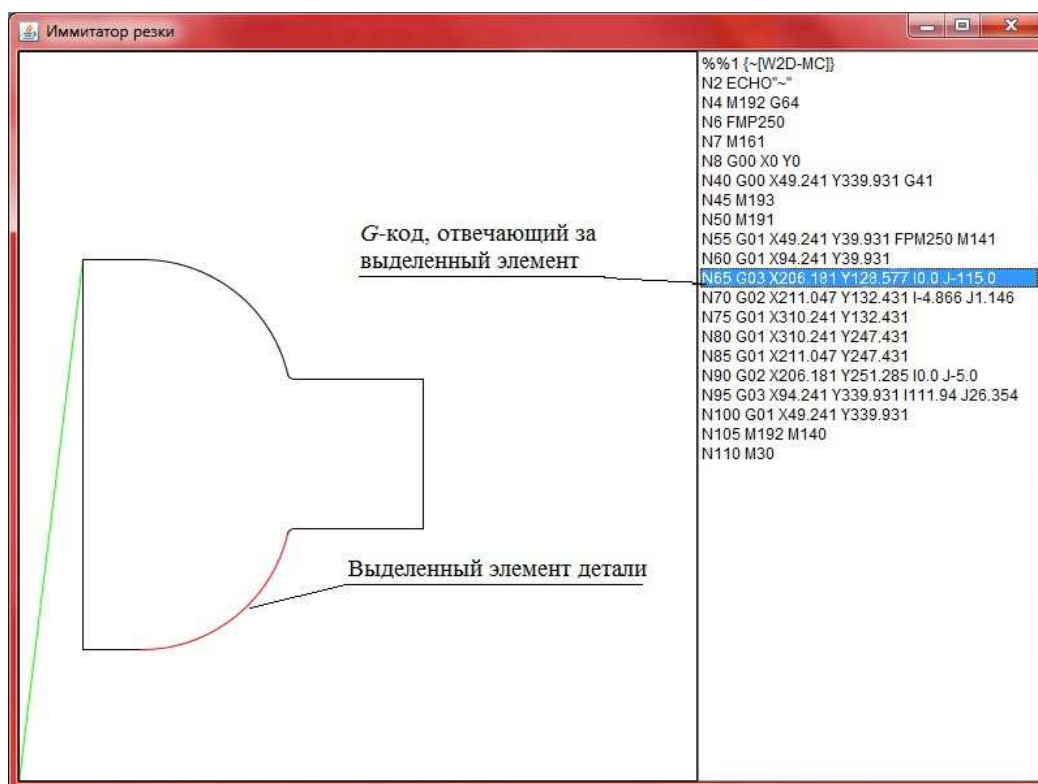 Иммитатор резки
%%1 {~[W2D-MC]}
N2 ECHO"~"
N4 M192 G64
N6 FMP250
N7 M161
N8 G00 X0 Y0
N40 G00 X49.241 Y339.931 G41
N45 M193
N50 M191
N55 G01 X49.241 Y39.931 FPM250 M141
N60 G01 X94.241 Y39.931
N65 G03 X206.181 Y128.577 I0.0 J-115.0
N70 G02 X211.047 Y132.431 I-4.866 J1.146
N75 G01 X310.241 Y132.431
N80 G01 X310.241 Y247.431
N85 G01 X211.047 Y247.431
N90 G02 X206.181 Y251.285 I0.0 J-5.0
N95 G03 X94.241 Y339.931 I111.94 J26.354
N100 G01 X49.241 Y339.931
N105 M192 M140
N110 M30
G-код, отвечающий за
выделенный элемент
Выделенный элемент детали